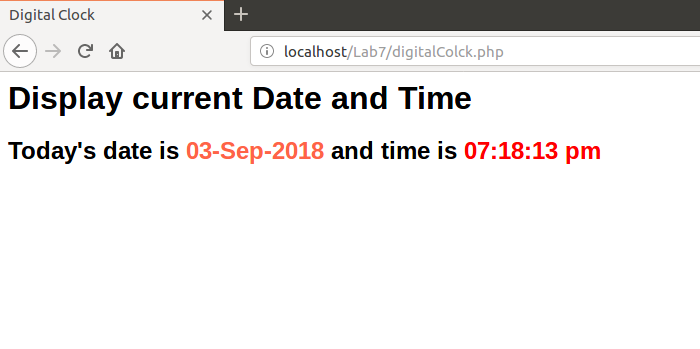 Digital Clock
localhost/Lab7/digitalColck.php
Display current Date and Time
Today's date is 03-Sep-2018 and time is 07:18:13 pm